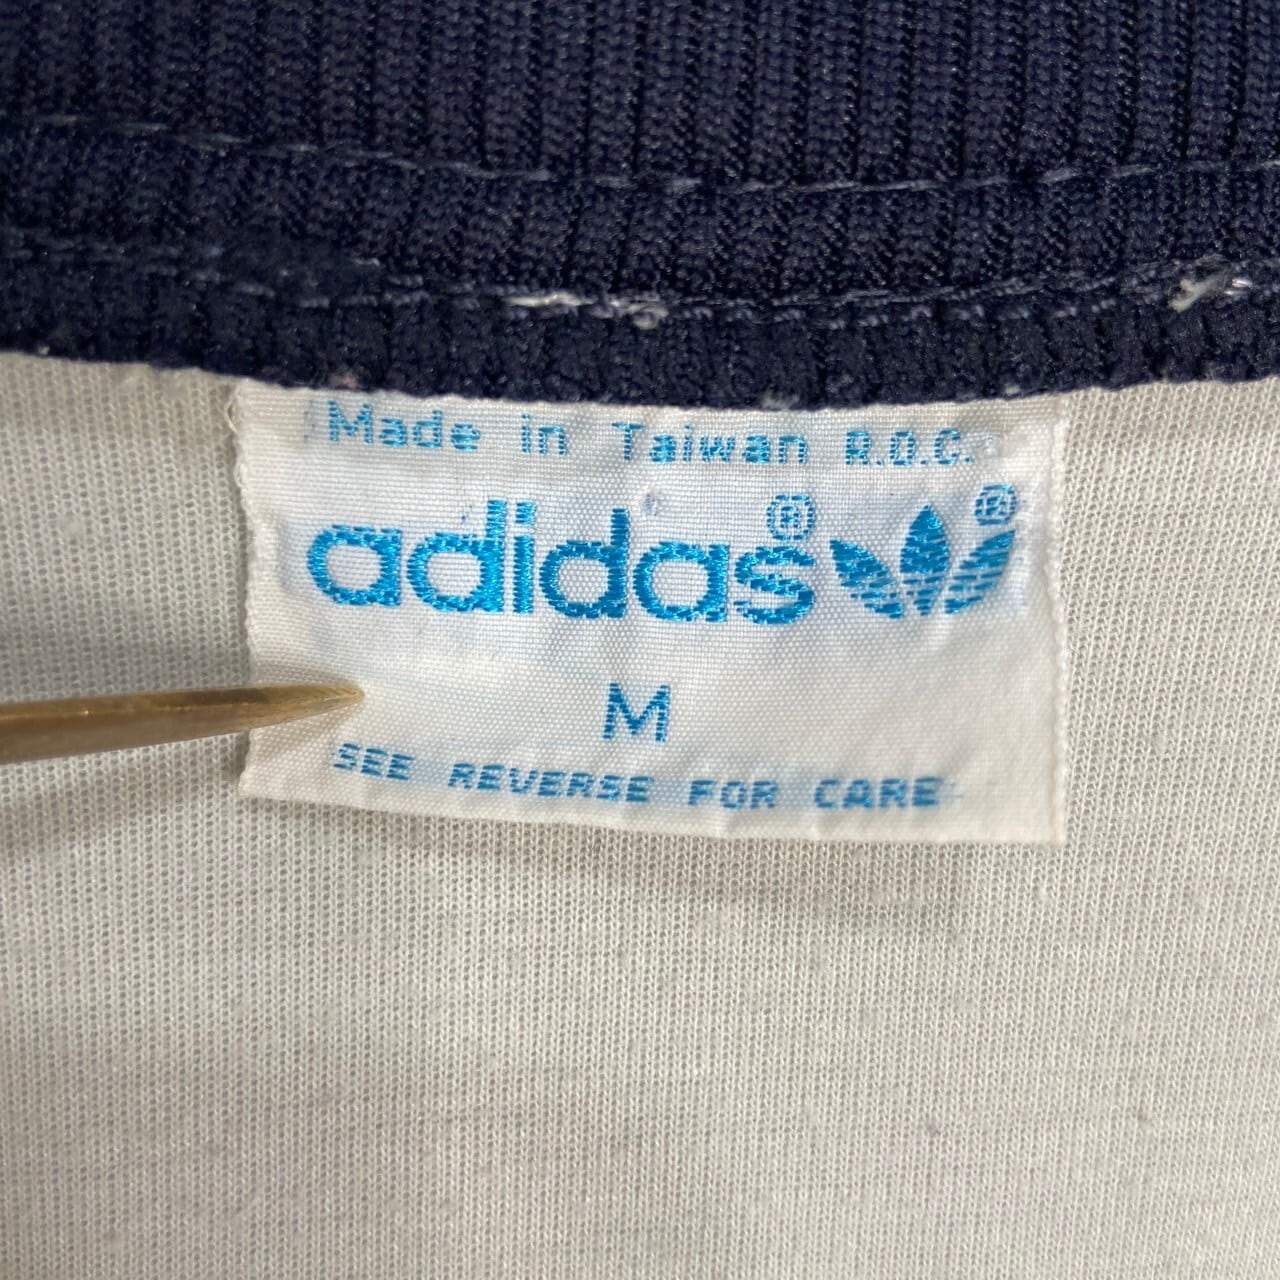 Made in Taiwan R.O.C.
adidas® ®
M
SEE REVERSE FOR CARE